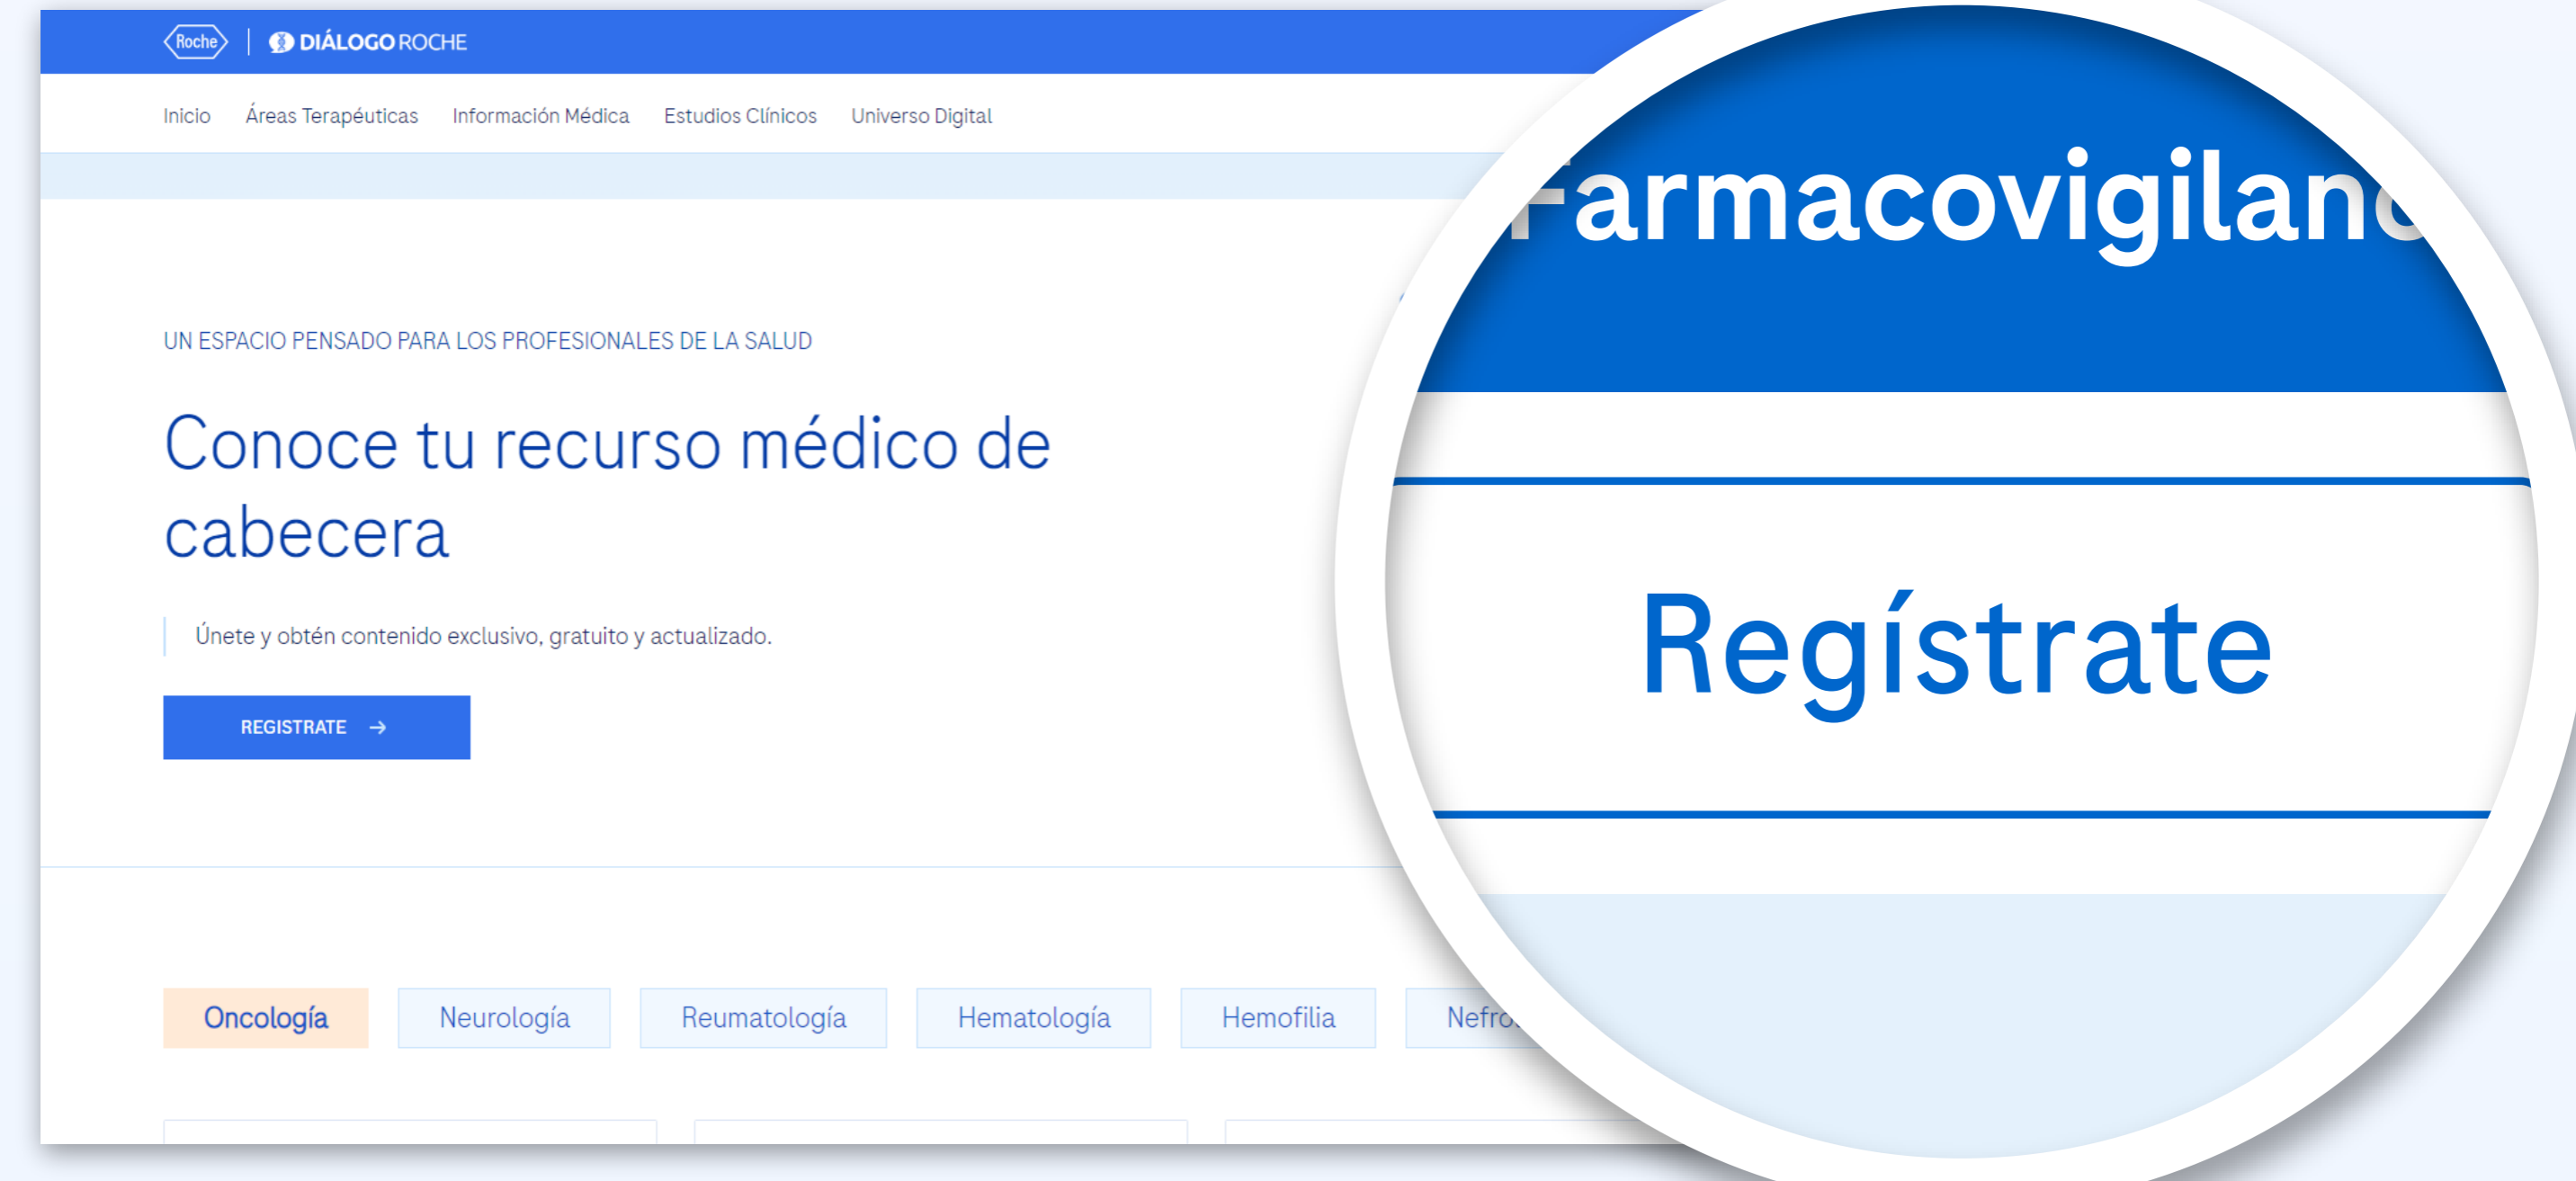 Roche DIÁLOGO ROCHE
Inicio Áreas Terapéuticas Información Médica Estudios Clínicos Universo Digital
UN ESPACIO PENSADO PARA LOS PROFESIONALES DE LA SALUD
Conoce tu recurso médico de
cabecera
Únete y obtén contenido exclusivo, gratuito y actualizado.
REGISTRATE →
Oncología Neurología Reumatología Hematología Hemofilia
Regístrate